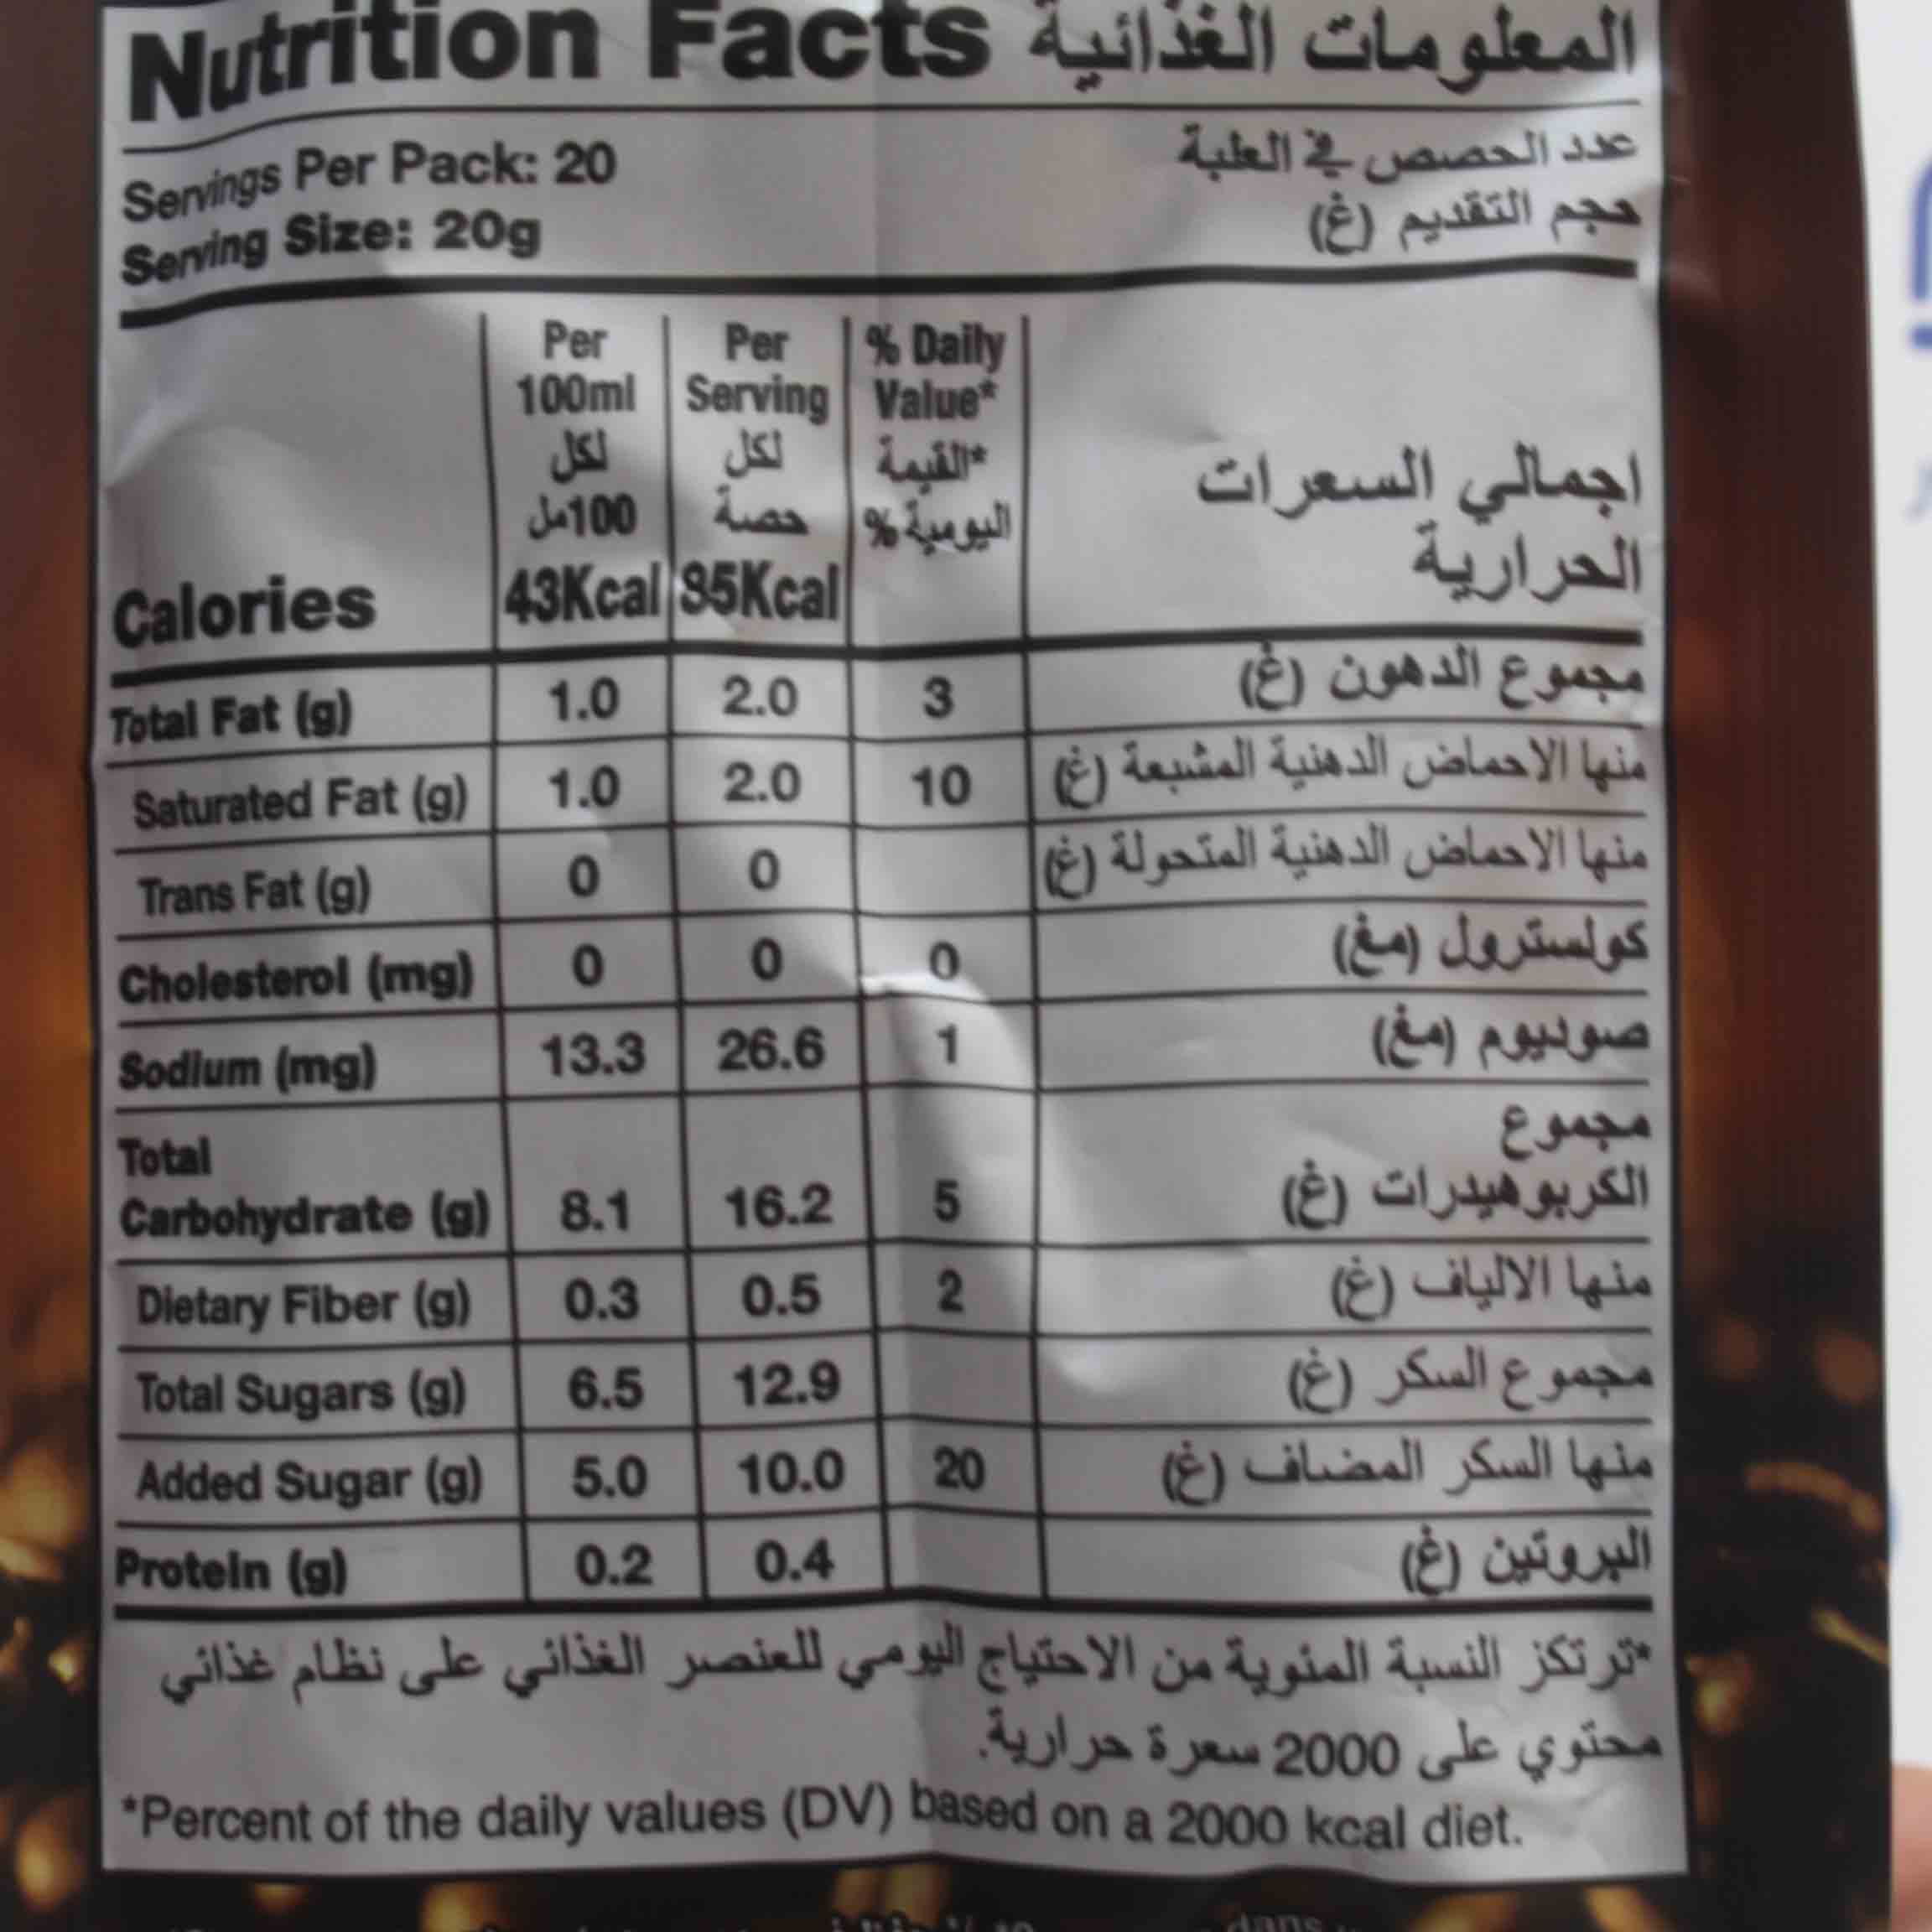 Nutrition Facts المعلومات الغذائية
Servings Per Pack: 20 عدد الحصص في العلبة
Serving Size: 20g حجم التقديم (غ)
Per 100ml لكل 100مل
Per Serving لكل حصة
% Daily Value* القيمة* اليومية %
Calories 43Kcal 85Kcal اجمالي السعرات الحرارية
Total Fat (g) 1.0 2.0 3 مجموع الدهون (غ)
Saturated Fat (g) 1.0 2.0 10 منها الاحماض الدهنية المشبعة (غ)
Trans Fat (g) 0 0 منها الاحماض الدهنية المتحولة (غ)
Cholesterol (mg) 0 0 0 كولسترول (مغ)
Sodium (mg) 13.3 26.6 1 صوديوم (مغ)
Total Carbohydrate (g) 8.1 16.2 5 مجموع الكربوهيدرات (غ)
Dietary Fiber (g) 0.3 0.5 2 منها الالياف (غ)
Total Sugars (g) 6.5 12.9 مجموع السكر (غ)
Added Sugar (g) 5.0 10.0 20 منها السكر المضاف (غ)
Protein (g) 0.2 0.4 البروتين (غ)
*ترتكز النسبة المئوية من الاحتياج اليومي للعنصر الغذائي على نظام غذائي
محتوي على 2000 سعرة حرارية.
*Percent of the daily values (DV) based on a 2000 kcal diet.